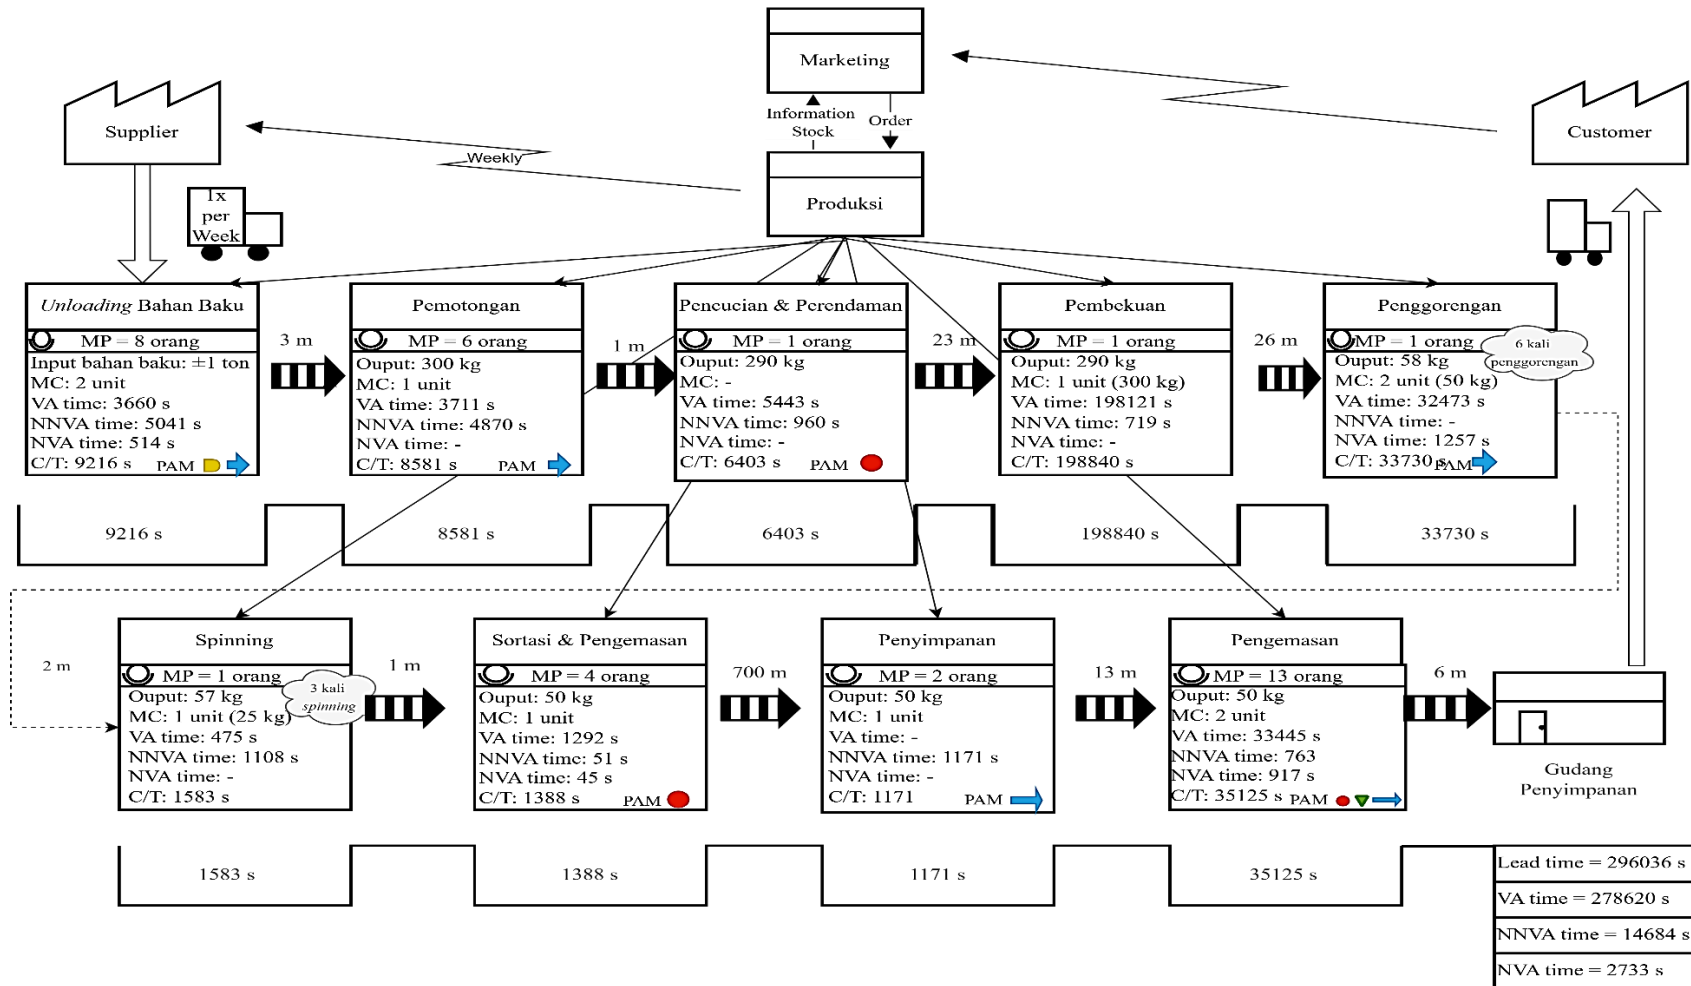 Marketing
Information
Stock
Order
Supplier
Customer
Weekly
Produksi
1x
per
Week
Unloading Bahan Baku
MP = 8 orang
Input bahan baku: ±1 ton
MC: 2 unit
VA time: 3660 s
NNVA time: 5041 s
NVA time: 514 s
C/T: 9216 s PAM
3 m
Pemotongan
MP = 6 orang
Ouput: 300 kg
MC: 1 unit
VA time: 3711 s
NNVA time: 4870 s
NVA time: -
C/T: 8581 s PAM
1 m
Pencucian & Perendaman
MP = 1 orang
Ouput: 290 kg
MC: -
VA time: 5443 s
NNVA time: 960 s
NVA time: -
C/T: 6403 s PAM
23 m
Pembekuan
MP = 1 orang
Ouput: 290 kg
MC: 1 unit (300 kg)
VA time: 198121 s
NNVA time: 719 s
NVA time: -
C/T: 198840 s
26 m
Penggorengan
MP = 1 orang
6 kali
penggorengan
Ouput: 58 kg
MC: 2 unit (50 kg)
VA time: 32473 s
NNVA time: -
NVA time: 1257 s
C/T: 33730 s PAM
9216 s
8581 s
6403 s
198840 s
33730 s
2 m
Spinning
MP = 1 orang
3 kali
spinning
Ouput: 57 kg
MC: 1 unit (25 kg)
VA time: 475 s
NNVA time: 1108 s
NVA time: -
C/T: 1583 s
1 m
Sortasi & Pengemasan
MP = 4 orang
Ouput: 50 kg
MC: 1 unit
VA time: 1292 s
NNVA time: 51 s
NVA time: 45 s
C/T: 1388 s PAM
700 m
Penyimpanan
MP = 2 orang
Ouput: 50 kg
MC: 1 unit
VA time: -
NNVA time: 1171 s
NVA time: -
C/T: 1171 PAM
13 m
Pengemasan
MP = 13 orang
Ouput: 50 kg
MC: 2 unit
VA time: 33445 s
NNVA time: 763
NVA time: 917 s
C/T: 35125 s PAM
6 m
Gudang
Penyimpanan
1583 s
1388 s
1171 s
35125 s
Lead time = 296036 s
VA time = 278620 s
NNVA time = 14684 s
NVA time = 2733 s